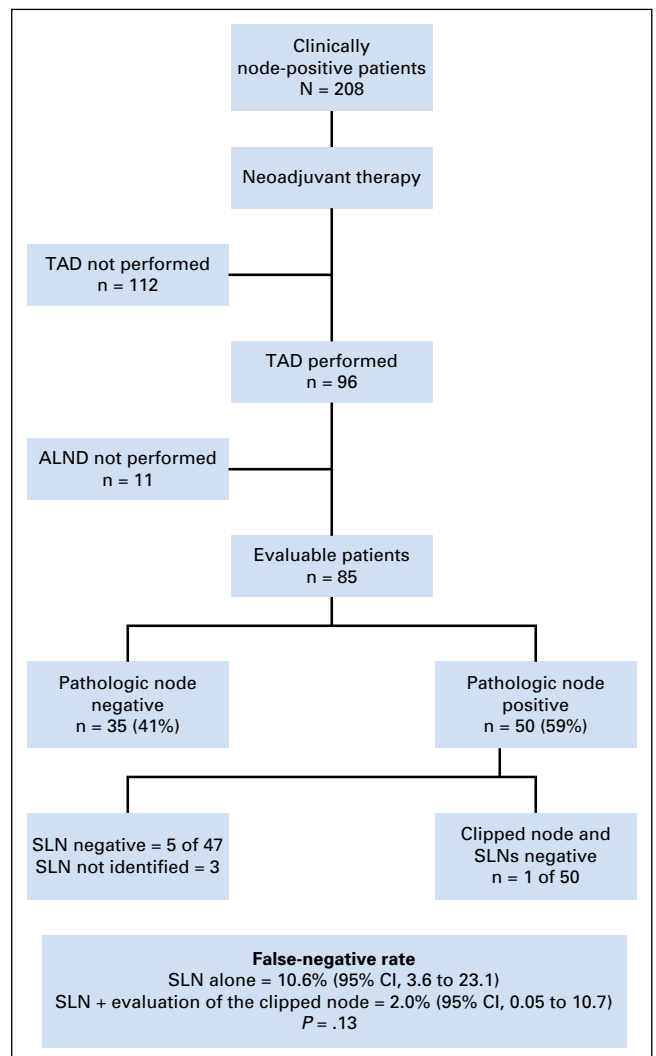 Clinically
node-positive patients
N = 208
Neoadjuvant therapy
TAD not performed
n = 112
TAD performed
n = 96
ALND not performed
n = 11
Evaluable patients
n = 85
Pathologic node
negative
n = 35 (41%)
Pathologic node
positive
n = 50 (59%)
SLN negative = 5 of 47
SLN not identified = 3
Clipped node and
SLNs negative
n = 1 of 50
False-negative rate
SLN alone = 10.6% (95% CI, 3.6 to 23.1)
SLN + evaluation of the clipped node = 2.0% (95% CI, 0.05 to 10.7)
P = .13